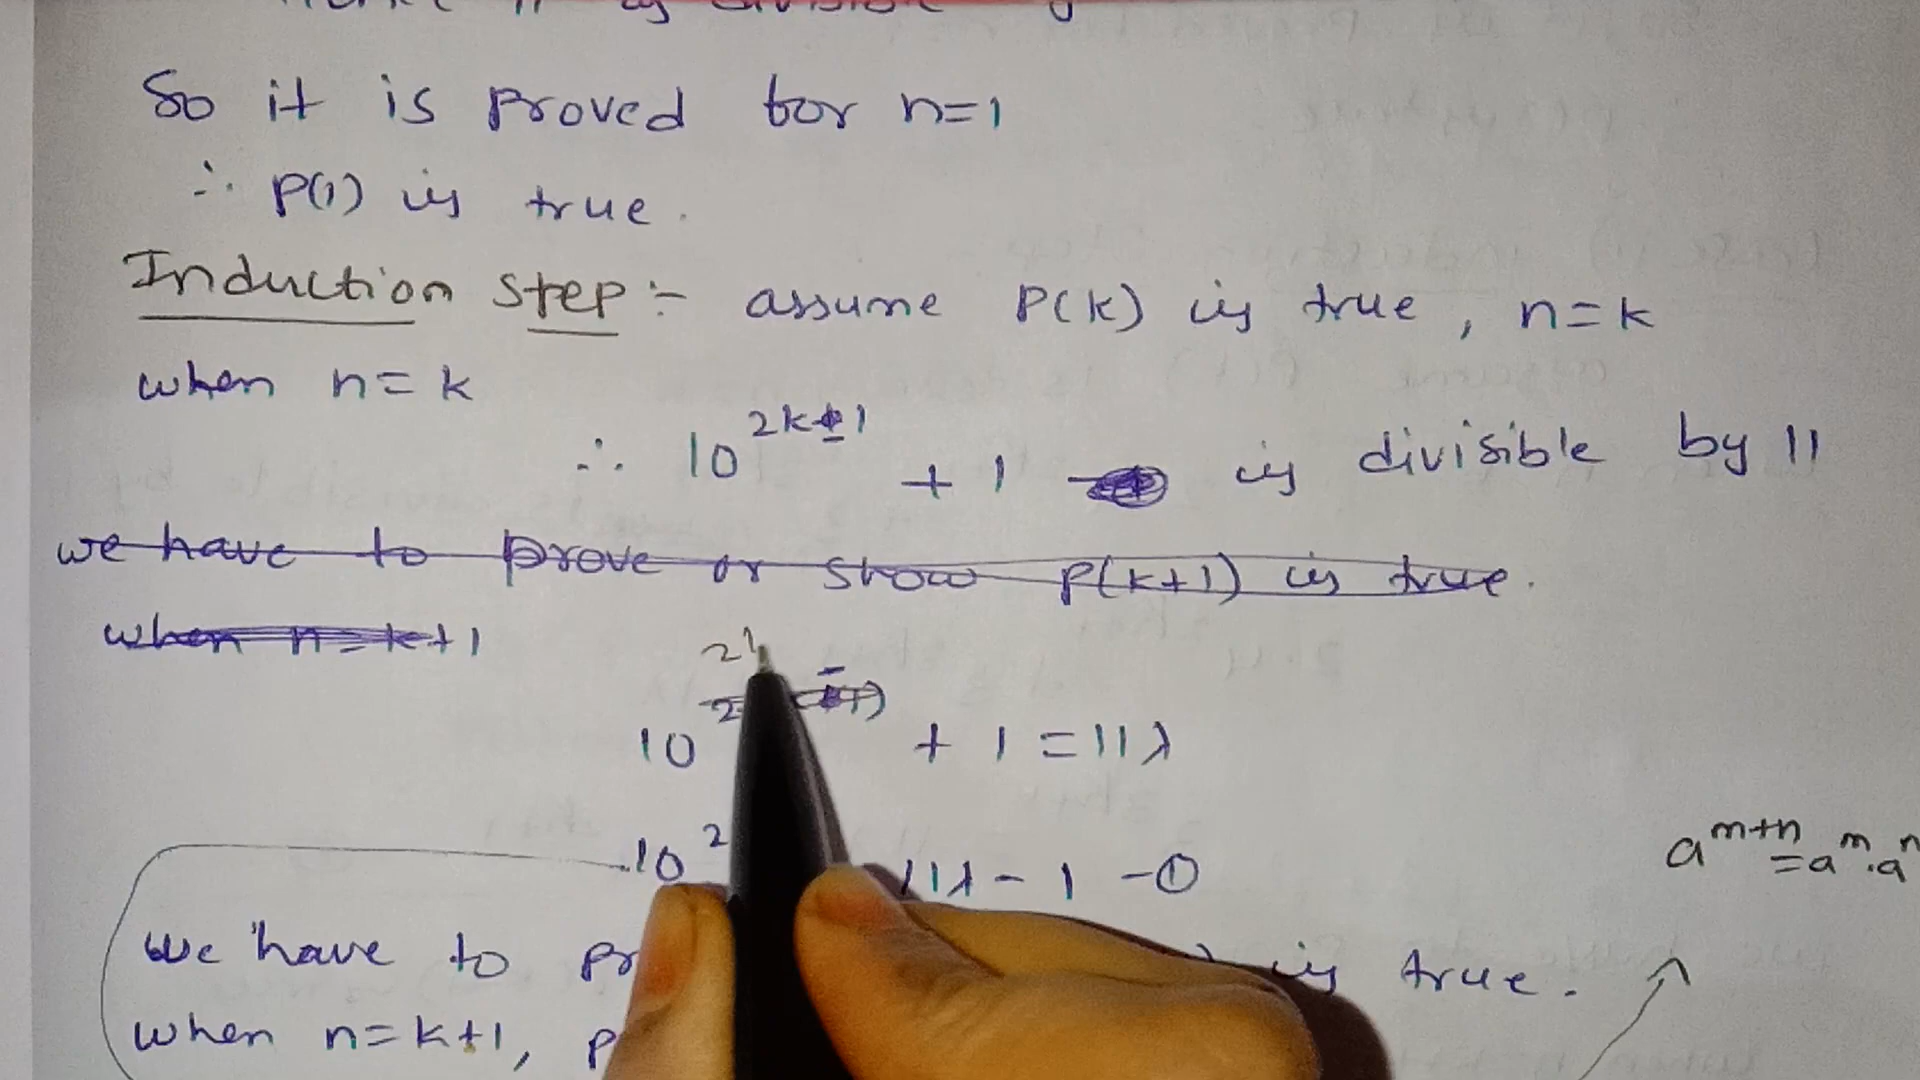 is divisible
So it is proved for n=1
∴ P(1) is true.
Induction step :- assume P(k) is true, n=k
when n=k
∴ 10^{2k-1} + 1 is divisible by 11
we have to prove or show P(k+1) is true.
when n=k+1
10 + 1 = 11λ
10^2 11λ - 1 -①
a^{m+n} = a^m . a^n
We have to is true.
when n=k+1,